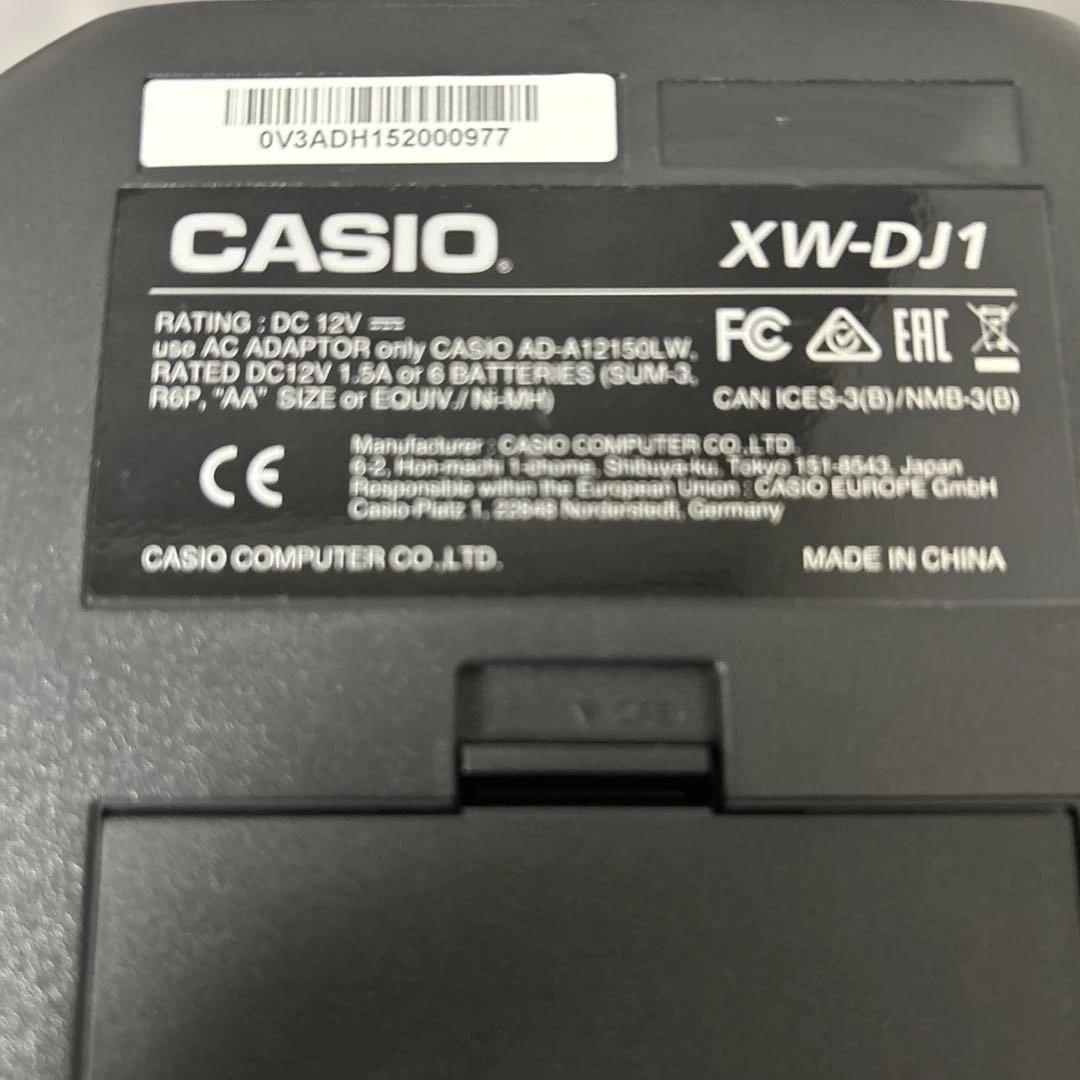 0V3ADH152000977
CASIO®
XW-DJ1
RATING : DC 12V
use AC ADAPTOR only CASIO AD-A12150LW,
RATED DC12V 1.5A or 6 BATTERIES (SUM-3,
R6P, "AA" SIZE or EQUIV./ Ni-MH)
FC EAC
CAN ICES-3(B)/NMB-3(B)
CE
Manufacturer : CASIO COMPUTER CO.,LTD.
6-2, Hon-machi 1-chome, Shibuya-ku, Tokyo 151-8543, Japan
Responsible within the European Union : CASIO EUROPE GmbH
Casio-Platz 1, 22848 Norderstedt, Germany
CASIO COMPUTER CO.,LTD.
MADE IN CHINA